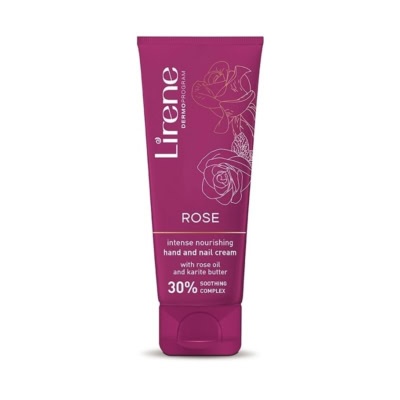 Lirene
DERMOPROGRAM
ROSE
intense nourishing
hand and nail cream
with rose oil
and karite butter
30% SOOTHING
COMPLEX